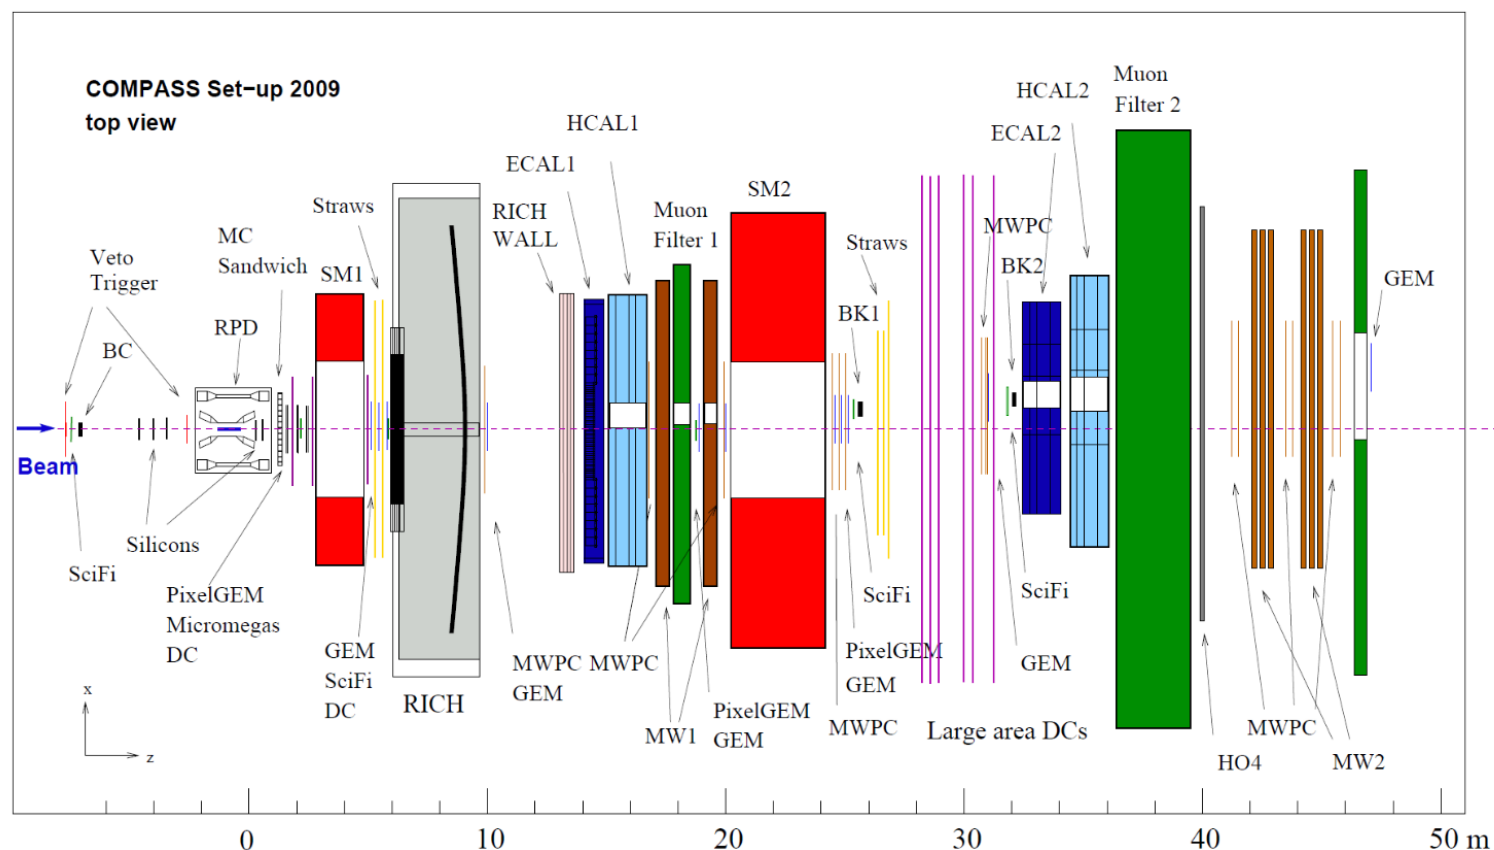 COMPASS Set-up 2009
top view
Muon
Filter 2
HCAL2
HCAL1
ECAL2
ECAL1
SM2
Straws
RICH
WALL
Muon
Filter 1
MWPC
MC
Sandwich
Straws
Veto
Trigger
SM1
BK2
GEM
RPD
BK1
BC
Beam
Silicons
SciFi
PixelGEM
Micromegas
DC
GEM
SciFi
DC
RICH
MWPC
GEM
MWPC
MW1
PixelGEM
GEM
SciFi
PixelGEM
GEM
MWPC
SciFi
GEM
Large area DCs
HO4
MWPC
MW2
x
z
0
10
20
30
40
50 m